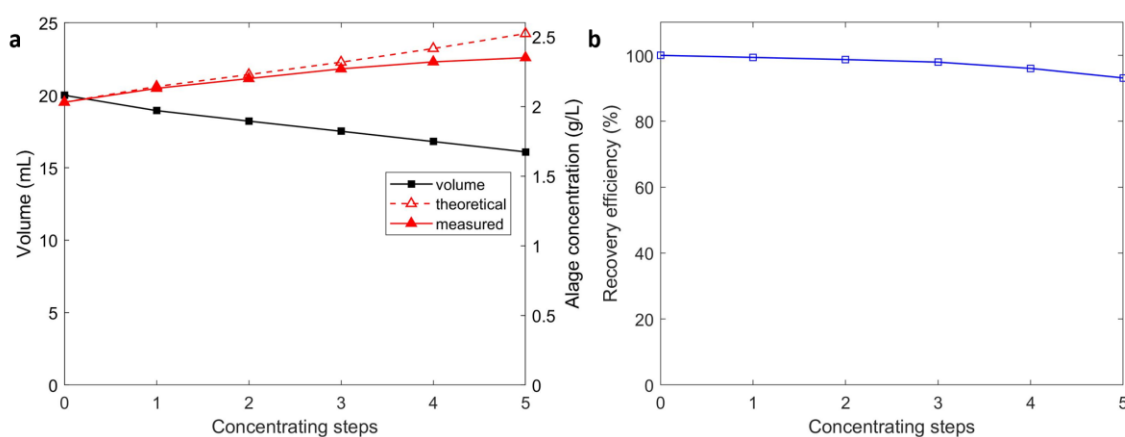 a
25
20
15
10
5
0
Volume (mL)
0 1 2 3 4 5
Concentrating steps
2.5
2
1.5
1
0.5
0
Alage concentration (g/L)
volume
theoretical
measured
b
100
80
60
40
20
0
Recovery efficiency (%)
0 1 2 3 4 5
Concentrating steps